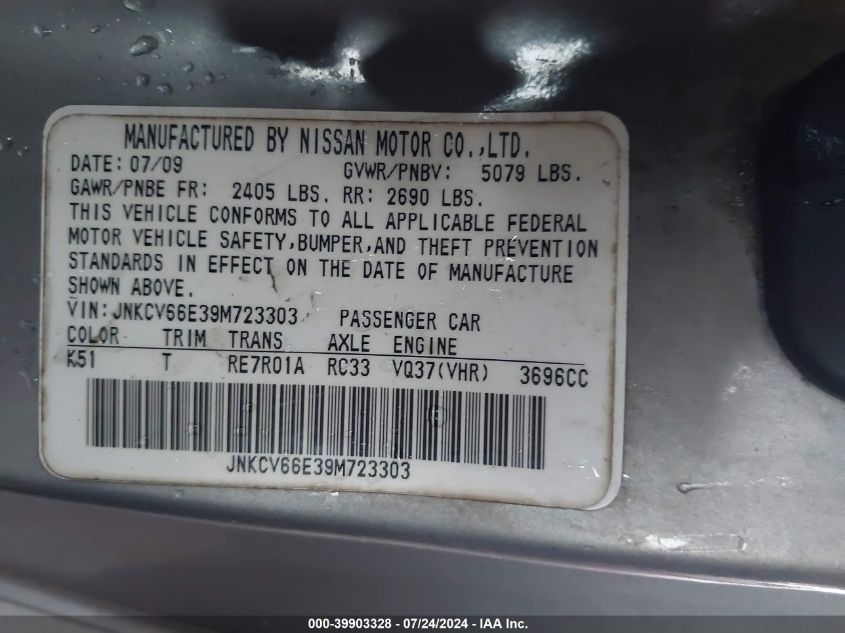 MANUFACTURED BY NISSAN MOTOR CO.,LTD.
DATE: 07/09 GVWR/PNBV: 5079 LBS.
GAWR/PNBE FR: 2405 LBS. RR: 2690 LBS.
THIS VEHICLE CONFORMS TO ALL APPLICABLE FEDERAL
MOTOR VEHICLE SAFETY,BUMPER,AND THEFT PREVENTION
STANDARDS IN EFFECT ON THE DATE OF MANUFACTURE
SHOWN ABOVE.
VIN:JNKCV66E39M723303 PASSENGER CAR
COLOR TRIM TRANS AXLE ENGINE
K51 T RE7R01A RC33 VQ37(VHR) 3696CC
JNKCV66E39M723303
000-39903328 - 07/24/2024 - IAA Inc.